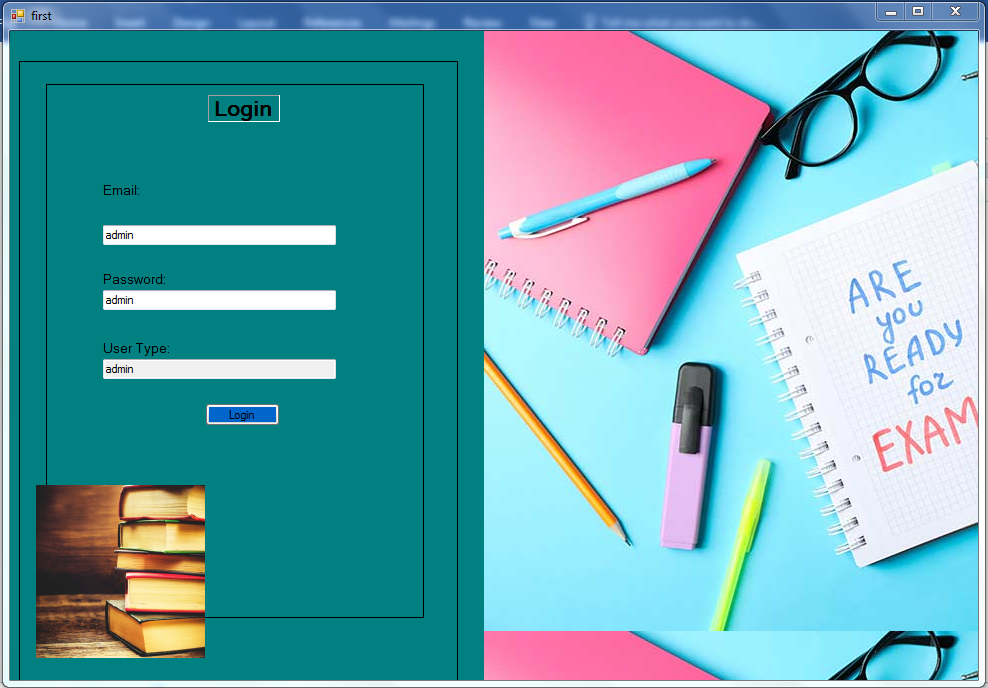 first
Login
Email:
admin
Password:
admin
User Type:
admin
Login
ARE
you
READY
for
EXAM